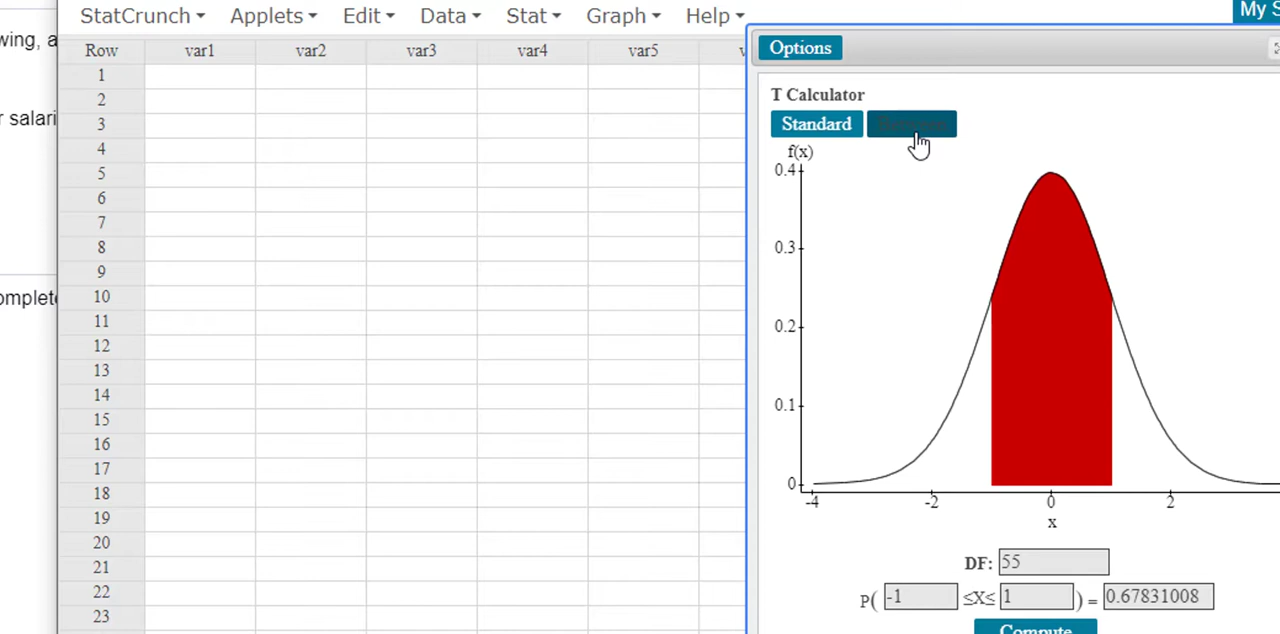 StatCrunch Applets Edit Data Stat Graph Help
My S
wing, a
r salari
omplete
Row var1 var2 var3 var4 var5
1
2
3
4
5
6
7
8
9
10
11
12
13
14
15
16
17
18
19
20
21
22
23
Options
T Calculator
Standard
f(x)
0.4
0.3
0.2
0.1
0
-4 -2 0 2
x
DF: 55
P( -1 ≤X≤ 1 ) = 0.67831008
Compute